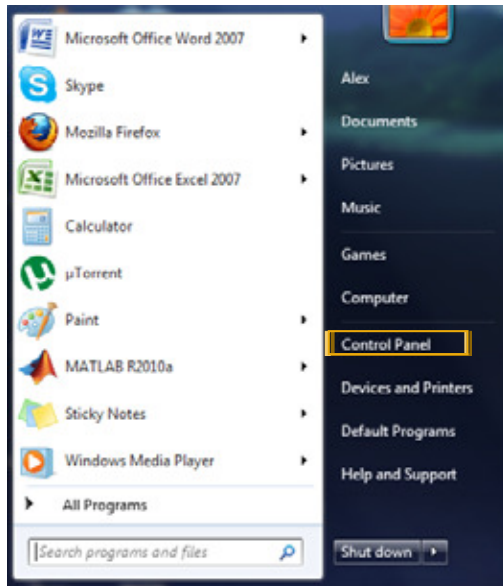 Microsoft Office Word 2007
Skype
Mozilla Firefox
Microsoft Office Excel 2007
Calculator
µTorrent
Paint
MATLAB R2010a
Sticky Notes
Windows Media Player
All Programs
Search programs and files
Alex
Documents
Pictures
Music
Games
Computer
Control Panel
Devices and Printers
Default Programs
Help and Support
Shut down